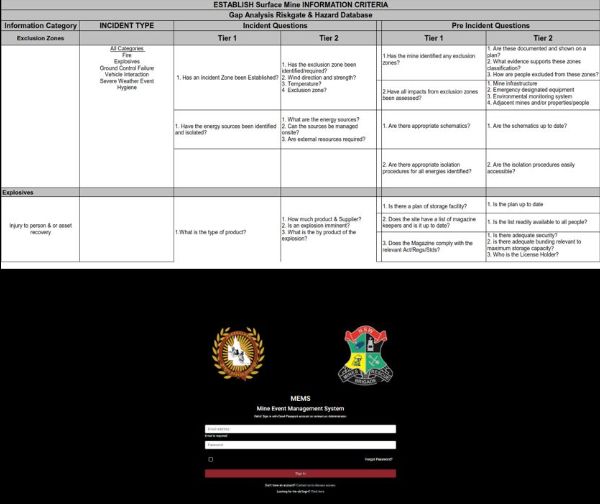 ESTABLISH Surface Mine INFORMATION CRITERIA
Gap Analysis Riskgate & Hazard Database
Information Category
INCIDENT TYPE
Incident Questions
Pre Incident Questions
Exclusion Zones
Tier 1
Tier 2
Tier 1
Tier 2
All Categories
Fire
Explosives
Ground Control Failure
Vehicle Interaction
Severe Weather Event
Hygiene
1. Has an Incident Zone been Established?
1. Has the exclusion zone been
identified/required?
2. Wind direction and strength?
3. Temperature?
4 Exclusion zone?
1.Has the mine identified any exclusion
zones?
1. Are these documented and shown on a
plan?
2. What evidence supports these zones
classification?
3. How are people excluded from these zones?
2.Have all impacts from exclusion zones
been assessed?
1. Mine Infrastructure
2. Emergency designated equipment
3. Environmental monitoring system
4. Adjacent mines and/or properties/people
1. Have the energy sources been identified
and isolated?
1. What are the energy sources?
2. Can the sources be managed
onsite?
3. Are external resources required?
1. Are there appropriate schematics?
1. Are the schematics up to date?
2. Are there appropriate isolation
procedures for all energies identified?
2. Are the isolation procedures easily
accessible?
Explosives
Injury to person & or asset
recovery
1.What is the type of product?
1. How much product & Supplier?
2. Is an explosion imminent?
3. What is the by product of the
explosion?
1. Is there a plan of storage facility?
1. Is the plan up to date
2. Does the site have a list of magazine
keepers and is it up to date?
1. Is the list readily available to all people?
3. Does the Magazine comply with the
relevant Act/Regs/Stds?
1. Is there adequate security?
2. is there adequate bunding relevant to
maximum storage capacity?
3. Who is the License Holder?
NSW
MINES RESCUE
BRIGADE
MEMS
Mine Event Management System
Email address
Email is required
Password
Forgot Password?
Sign in
Don't have an account?